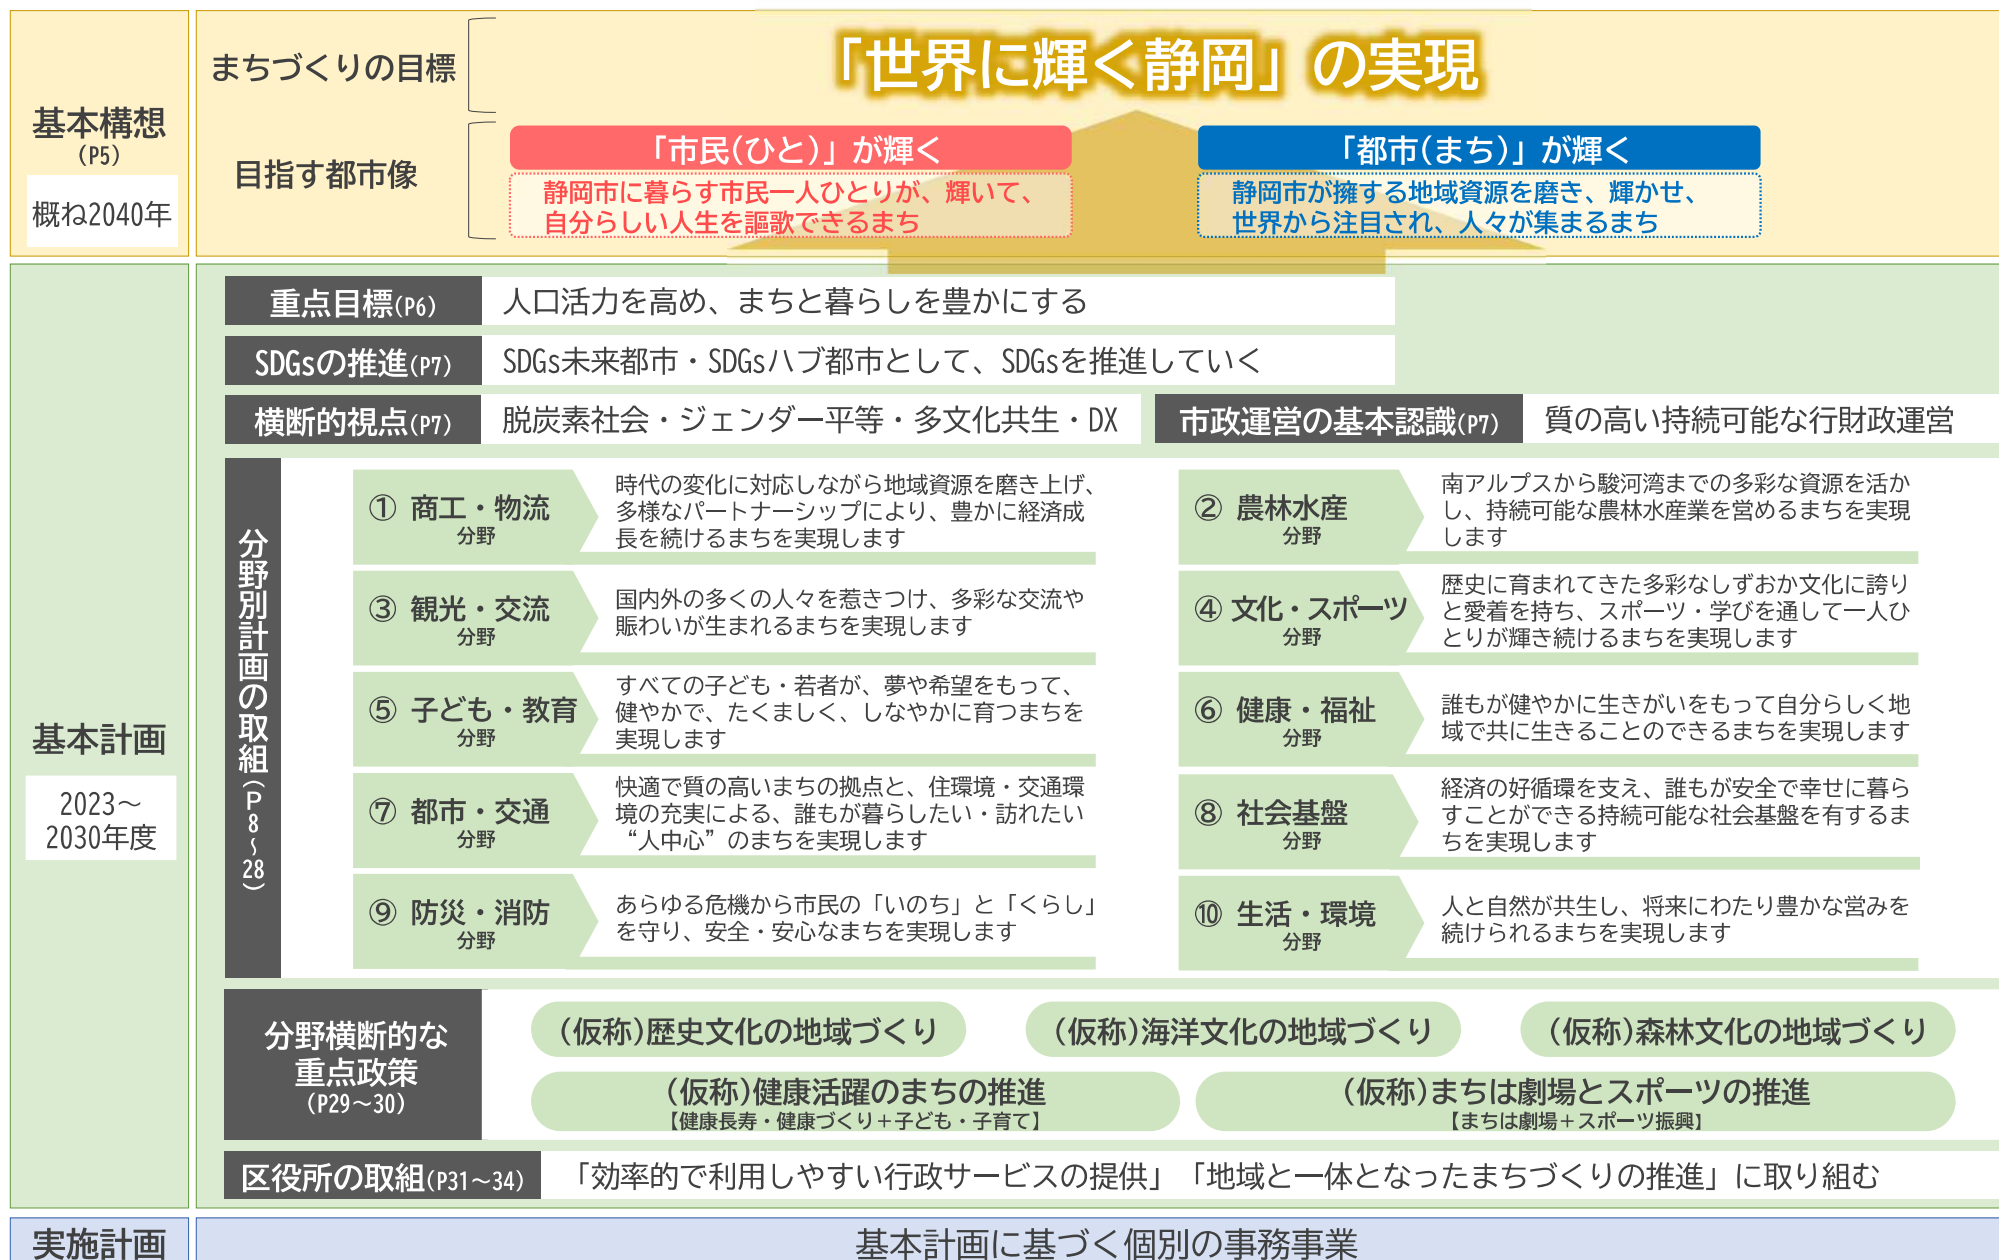 基本構想
(P5)
概ね2040年
まちづくりの目標
「世界に輝く静岡」の実現
目指す都市像
「市民(ひと)」が輝く
静岡市に暮らす市民一人ひとりが、輝いて、
自分らしい人生を謳歌できるまち
「都市(まち)」が輝く
静岡市が擁する地域資源を磨き、輝かせ、
世界から注目され、人々が集まるまち
基本計画
2023～
2030年度
重点目標(P6)
人口活力を高め、まちと暮らしを豊かにする
SDGsの推進(P7)
SDGs未来都市・SDGsハブ都市として、SDGsを推進していく
横断的視点(P7)
脱炭素社会・ジェンダー平等・多文化共生・DX
市政運営の基本認識(P7)
質の高い持続可能な行財政運営
分野別計画の取組(P8～28)
① 商工・物流
分野
時代の変化に対応しながら地域資源を磨き上げ、
多様なパートナーシップにより、豊かに経済成
長を続けるまちを実現します
② 農林水産
分野
南アルプスから駿河湾までの多彩な資源を活か
し、持続可能な農林水産業を営めるまちを実現
します
③ 観光・交流
分野
国内外の多くの人々を惹きつけ、多彩な交流や
賑わいが生まれるまちを実現します
④ 文化・スポーツ
分野
歴史に育まれてきた多彩なしずおか文化に誇り
と愛着を持ち、スポーツ・学びを通して一人ひ
とりが輝き続けるまちを実現します
⑤ 子ども・教育
分野
すべての子ども・若者が、夢や希望をもって、
健やかで、たくましく、しなやかに育つまちを
実現します
⑥ 健康・福祉
分野
誰もが健やかに生きがいをもって自分らしく地
域で共に生きることのできるまちを実現します
⑦ 都市・交通
分野
快適で質の高いまちの拠点と、住環境・交通環
境の充実による、誰もが暮らしたい・訪れたい
“人中心”のまちを実現します
⑧ 社会基盤
分野
経済の好循環を支え、誰もが安全で幸せに暮ら
すことができる持続可能な社会基盤を有するま
ちを実現します
⑨ 防災・消防
分野
あらゆる危機から市民の「いのち」と「くらし」
を守り、安全・安心なまちを実現します
⑩ 生活・環境
分野
人と自然が共生し、将来にわたり豊かな営みを
続けられるまちを実現します
分野横断的な
重点政策
(P29～30)
(仮称)歴史文化の地域づくり
(仮称)海洋文化の地域づくり
(仮称)森林文化の地域づくり
(仮称)健康活躍のまちの推進
【健康長寿・健康づくり＋子ども・子育て】
(仮称)まちは劇場とスポーツの推進
【まちは劇場＋スポーツ振興】
区役所の取組(P31～34)
「効率的で利用しやすい行政サービスの提供」「地域と一体となったまちづくりの推進」に取り組む
実施計画
基本計画に基づく個別の事務事業